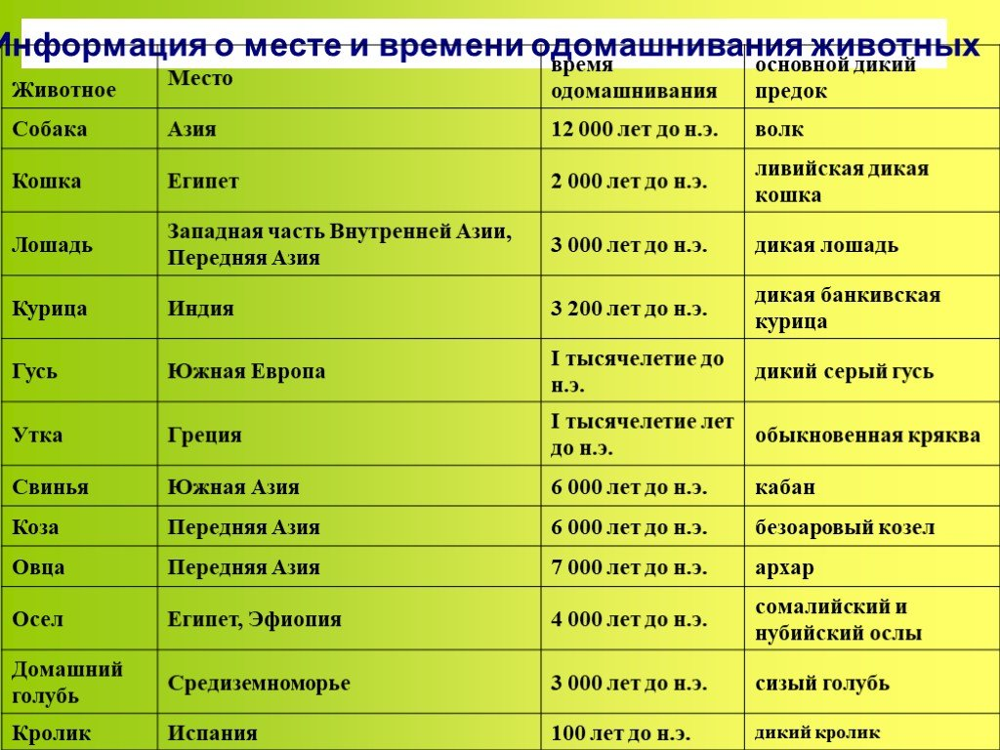 Информация о месте и времени одомашнивания животных
Животное
Место
время
одомашнивания
основной дикий
предок
Собака
Азия
12 000 лет до н.э.
волк
Кошка
Египет
2 000 лет до н.э.
ливийская дикая
кошка
Лошадь
Западная часть Внутренней Азии,
Передняя Азия
3 000 лет до н.э.
дикая лошадь
Курица
Индия
3 200 лет до н.э.
дикая банкивская
курица
Гусь
Южная Европа
I тысячелетие до
н.э.
дикий серый гусь
Утка
Греция
I тысячелетие лет
до н.э.
обыкновенная кряква
Свинья
Южная Азия
6 000 лет до н.э.
кабан
Коза
Передняя Азия
6 000 лет до н.э.
безоаровый козел
Овца
Передняя Азия
7 000 лет до н.э.
архар
Осел
Египет, Эфиопия
4 000 лет до н.э.
сомалийский и
нубийский ослы
Домашний
голубь
Средиземноморье
3 000 лет до н.э.
сизый голубь
Кролик
Испания
100 лет до н.э.
дикий кролик